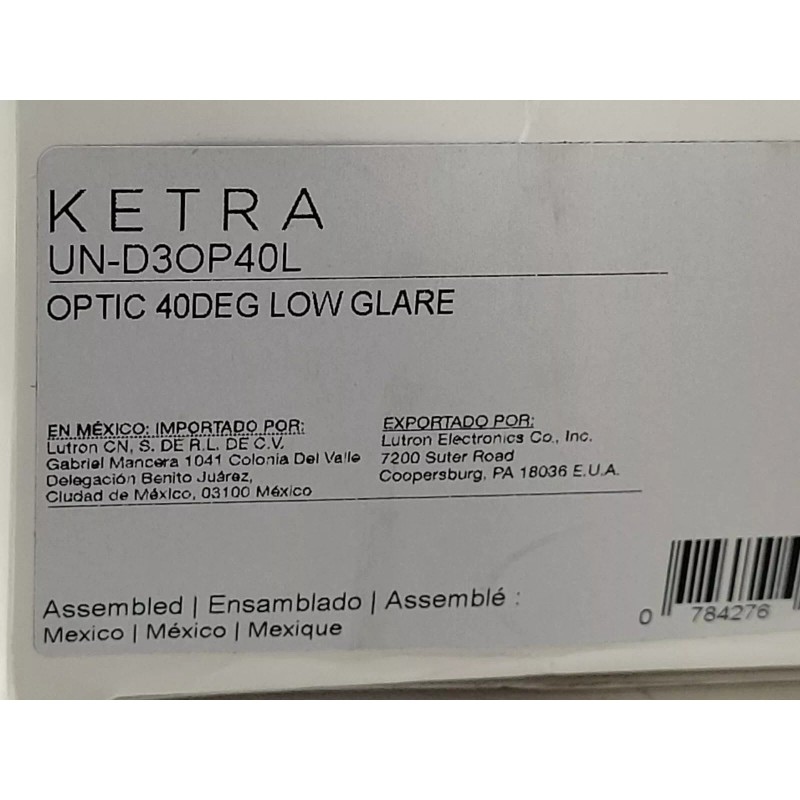 KETRA
UN-D3OP40L
OPTIC 40DEG LOW GLARE
EN MÉXICO: IMPORTADO POR:
Lutron CN, S. DE R.L. DE C.V.
Gabriel Mancera 1041 Colonia Del Valle
Delegación Benito Juárez,
Ciudad de México, 03100 México
EXPORTADO POR:
Lutron Electronics Co., Inc.
7200 Suter Road
Coopersburg, PA 18036 E.U.A.
Assembled | Ensamblado | Assemblé :
Mexico | México | Mexique
0 784276